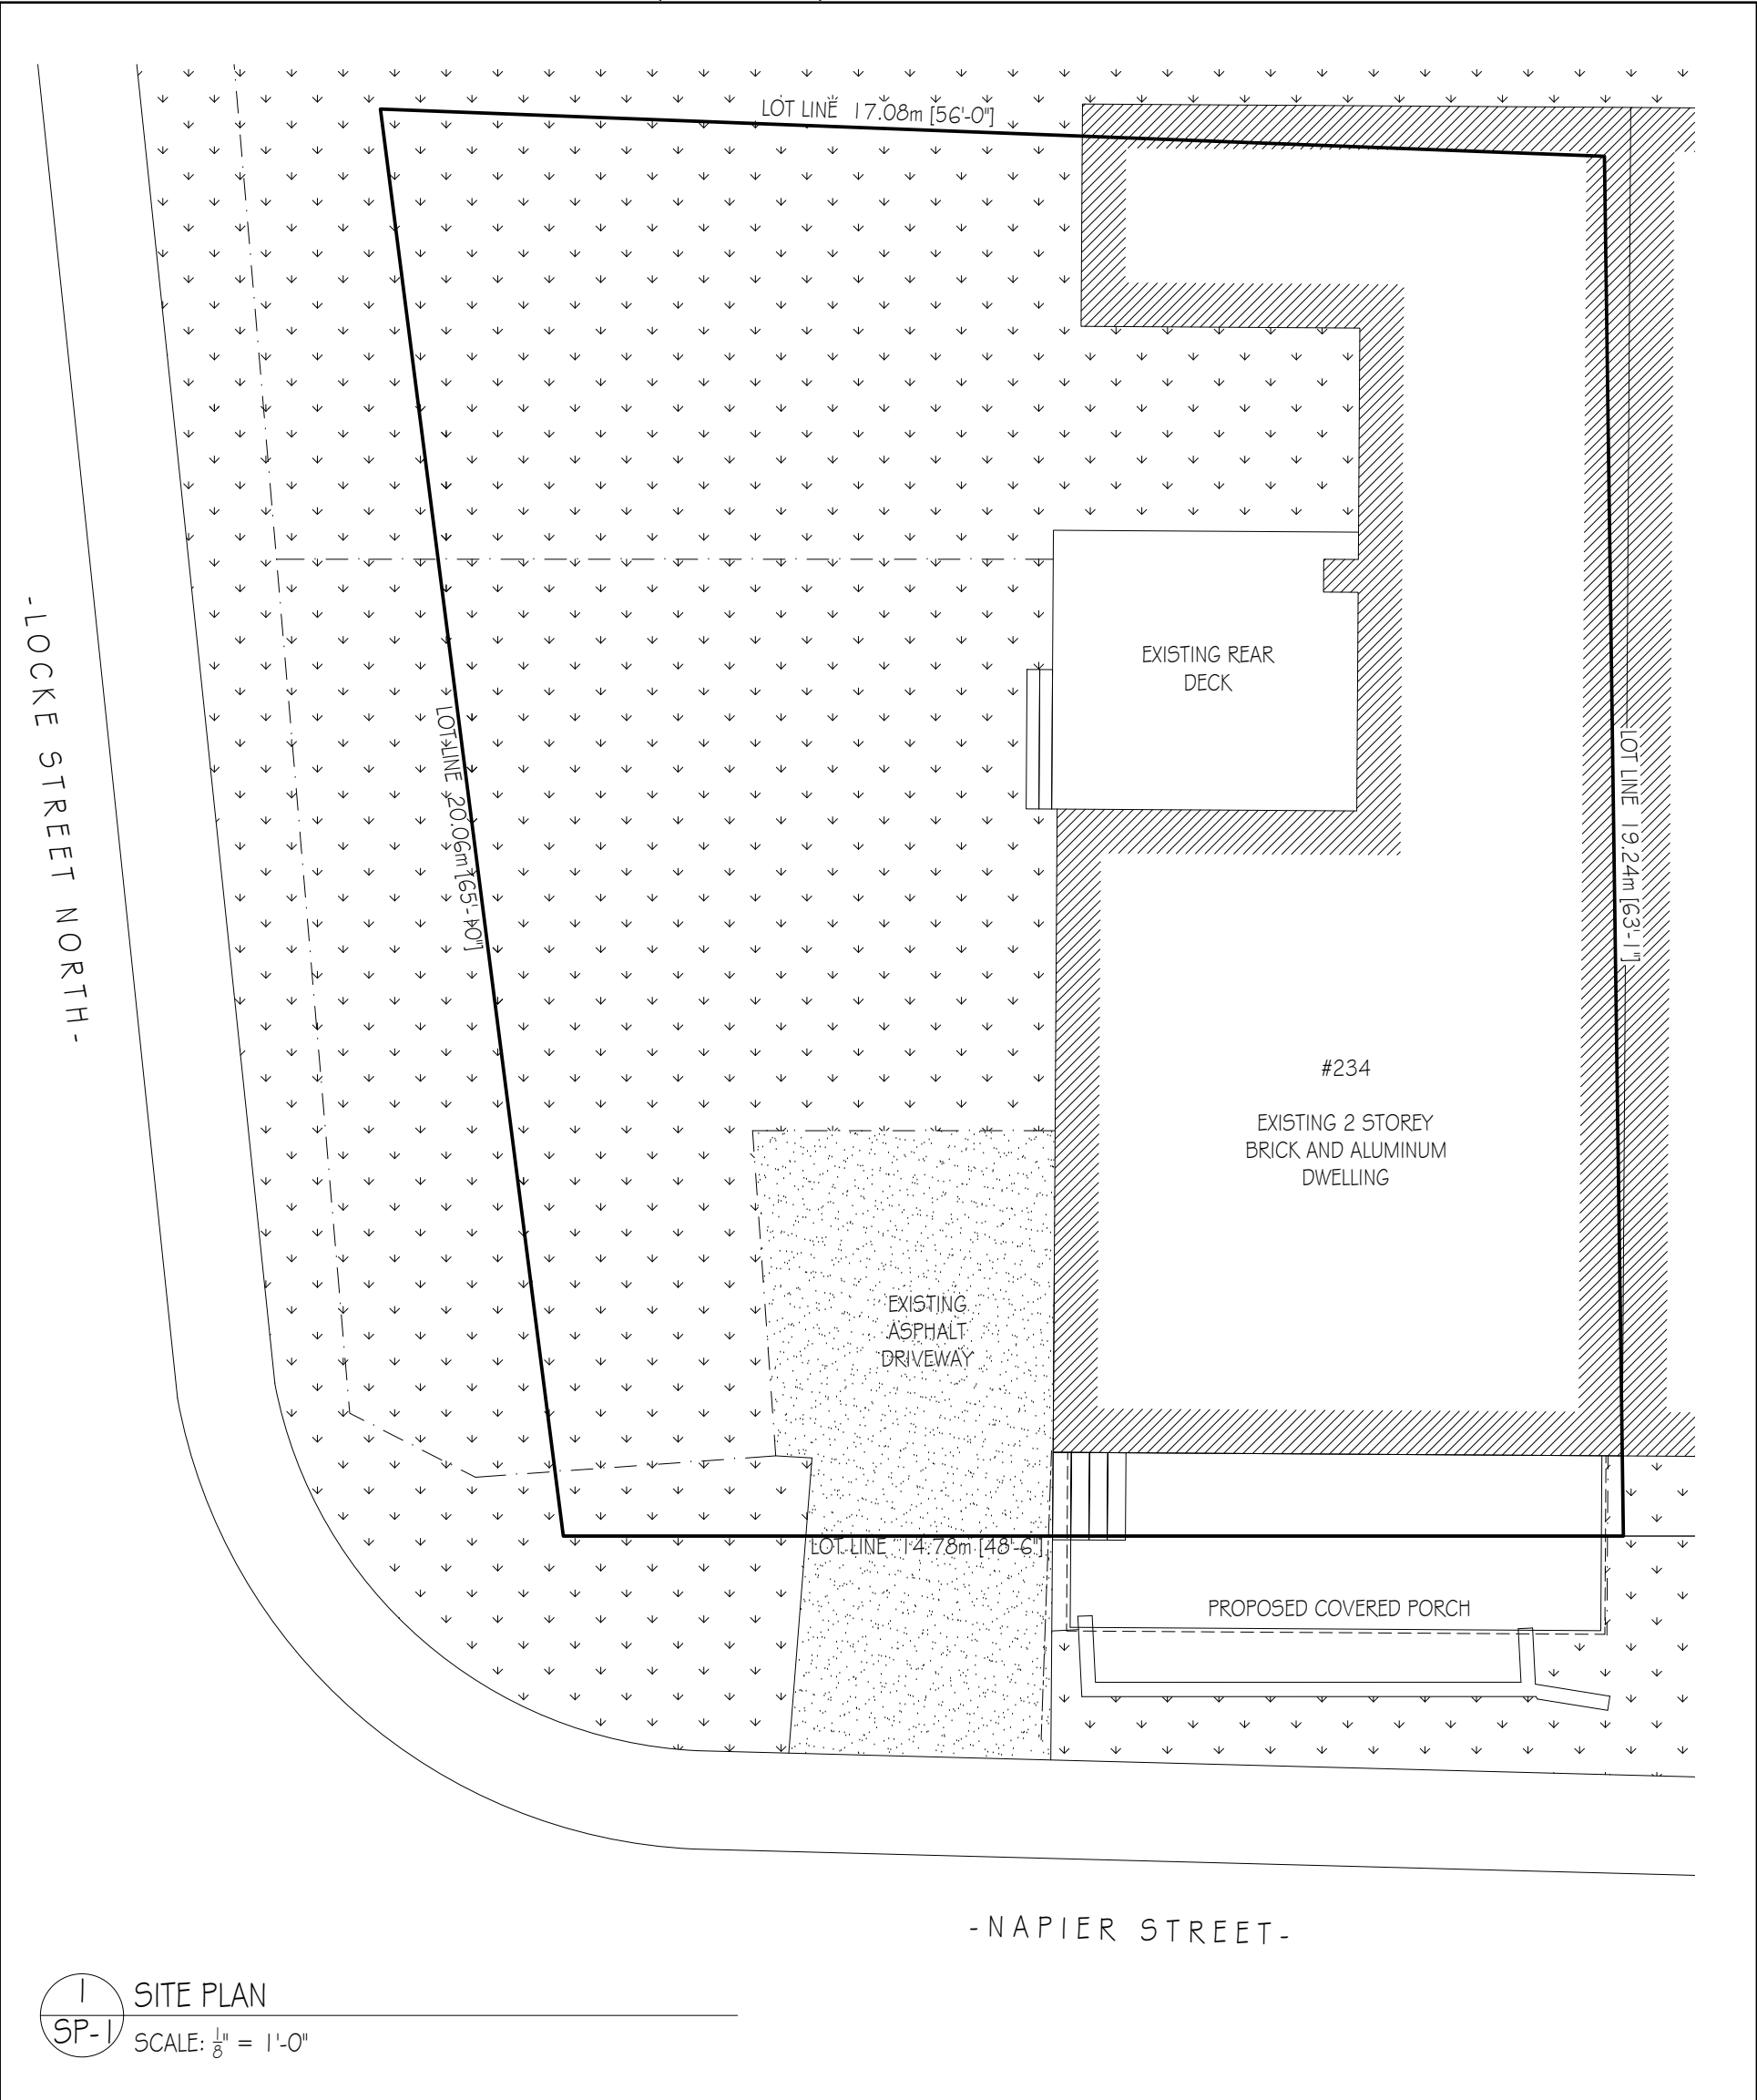 LOT LINE 17.08m [56'-0"]
-LOCKE STREET NORTH-
LOT LINE 20.06m [65'-10"]
EXISTING REAR
DECK
LOT LINE 19.24m [63'-1"]
#234
EXISTING 2 STOREY
BRICK AND ALUMINUM
DWELLING
EXISTING
ASPHALT
DRIVEWAY
LOT LINE 14.78m [48'-6"]
PROPOSED COVERED PORCH
-NAPIER STREET-
1
SP-1
SITE PLAN
SCALE: 1/8" = 1'-0"